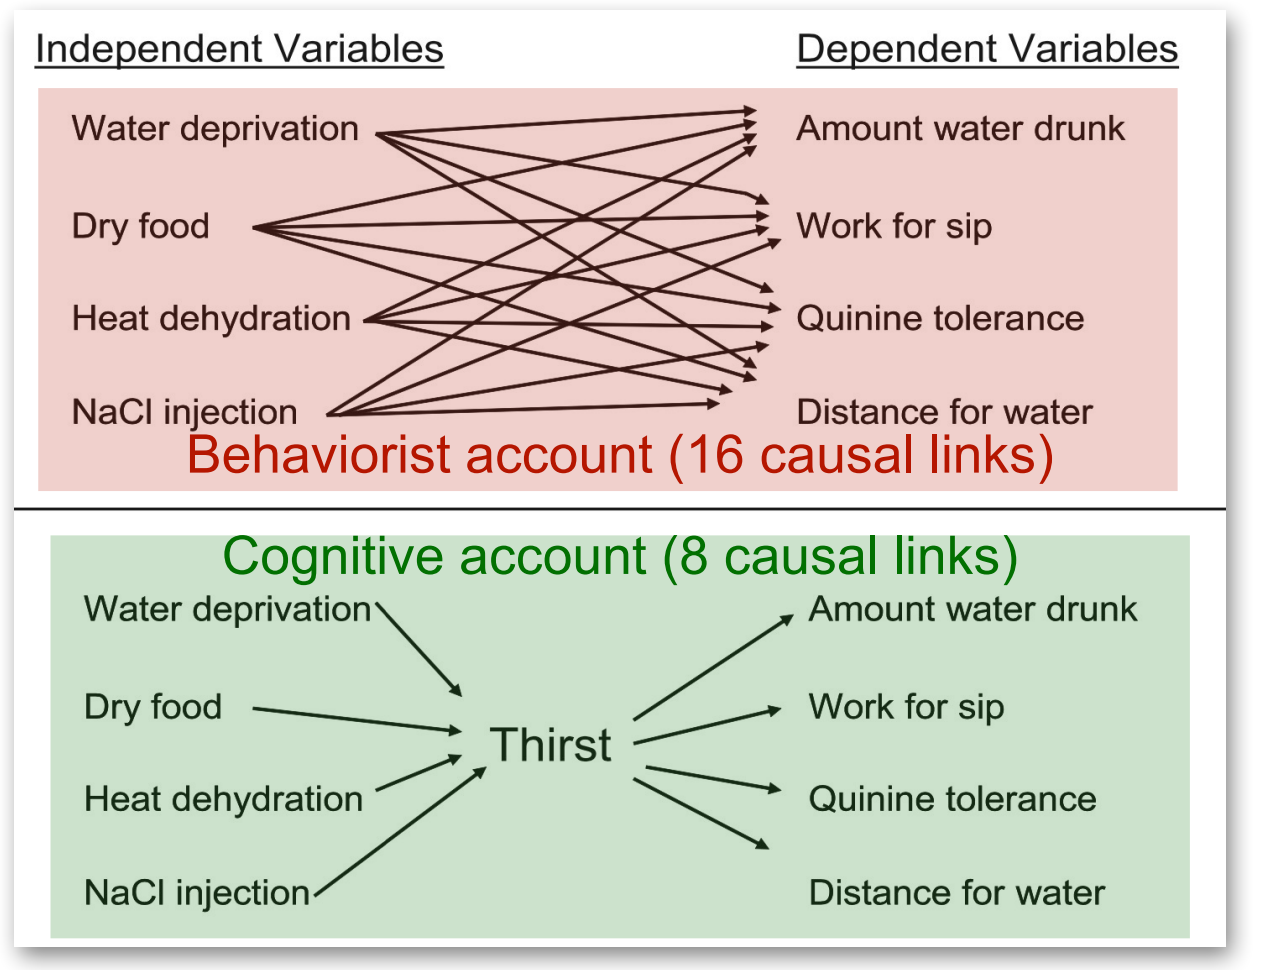 Independent Variables
Dependent Variables
Water deprivation
Amount water drunk
Dry food
Work for sip
Heat dehydration
Quinine tolerance
NaCl injection
Distance for water
Behaviorist account (16 causal links)
Cognitive account (8 causal links)
Water deprivation
Amount water drunk
Dry food
Work for sip
Thirst
Heat dehydration
Quinine tolerance
NaCl injection
Distance for water